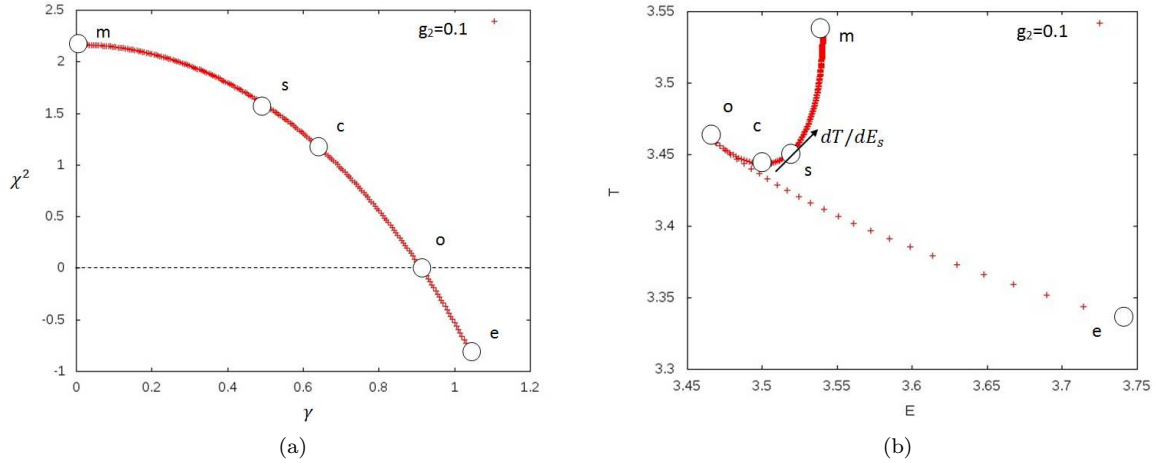 2.5
2
1.5
1
0.5
0
-0.5
-1
χ²
m
s
c
o
e
g₂=0.1
0
0.2
0.4
0.6
0.8
1
1.2
γ
(a)
3.55
3.5
3.45
3.4
3.35
3.3
T
g₂=0.1
m
o
c
s
dT/dE_s
e
3.45
3.5
3.55
3.6
3.65
3.7
3.75
E
(b)